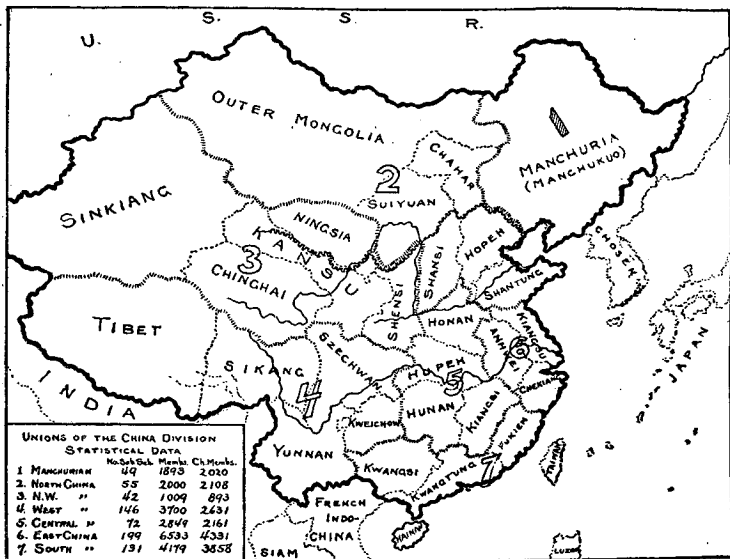 U. S. S. R.
OUTER MONGOLIA
1
MANCHURIA
(MANCHUKUO)
CHAHAR
2
SUIYUAN
SINKIANG
NINGSIA
KANSU
3
CHINGHAI
SHENSI
SHANSI
HOPEH
SHANTUNG
CHOSEN
JAPAN
TIBET
SIKANG
SZECHWAN
HONAN
KIANGSU
ANHWEI
6
HUPEH
5
4
CHEKIANG
INDIA
HUNAN
KIANGSI
FUKIEN
KWEICHOW
YUNNAN
KWANGSI
KWANGTUNG
7
TAIWAN
FRENCH
INDO-
CHINA
HAINAN
SIAM
LUZON
UNIONS OF THE CHINA DIVISION
STATISTICAL DATA
No.Sab.Sch. Membs. Ch.Membs.
1 MANCHURIAN 49 1893 2020
2. NORTH CHINA 55 2000 2108
3. N.W. " 42 1009 893
4. WEST " 146 3700 2631
5. CENTRAL " 72 2849 2161
6. EAST CHINA 199 6533 4331
7. SOUTH " 131 4179 3858